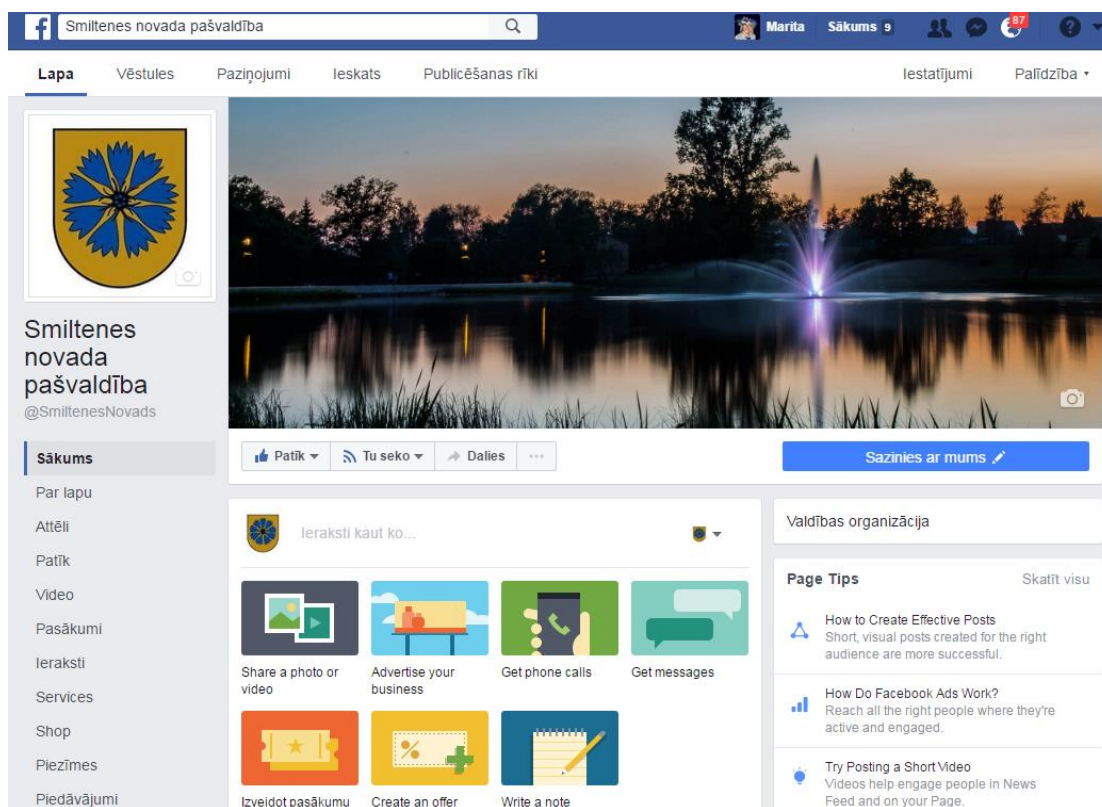 Smiltenes novada pašvaldība
Marita
Sākums 9
87
Lapa
Vēstules
Paziņojumi
Ieskats
Publicēšanas rīki
Iestatījumi
Palīdzība
Smiltenes
novada
pašvaldība
@SmiltenesNovads
Sākums
Par lapu
Attēli
Patīk
Video
Pasākumi
Ieraksti
Services
Shop
Piezīmes
Piedāvājumi
Patīk
Tu seko
Dalies
Sazinies ar mums
Ieraksti kaut ko...
Share a photo or
video
Advertise your
business
Get phone calls
Get messages
Izveidot pasākumu
Create an offer
Write a note
Valdības organizācija
Page Tips
Skatīt visu
How to Create Effective Posts
Short, visual posts created for the right
audience are more successful.
How Do Facebook Ads Work?
Reach all the right people where they're
active and engaged.
Try Posting a Short Video
Videos help engage people in News
Feed and on your Page.